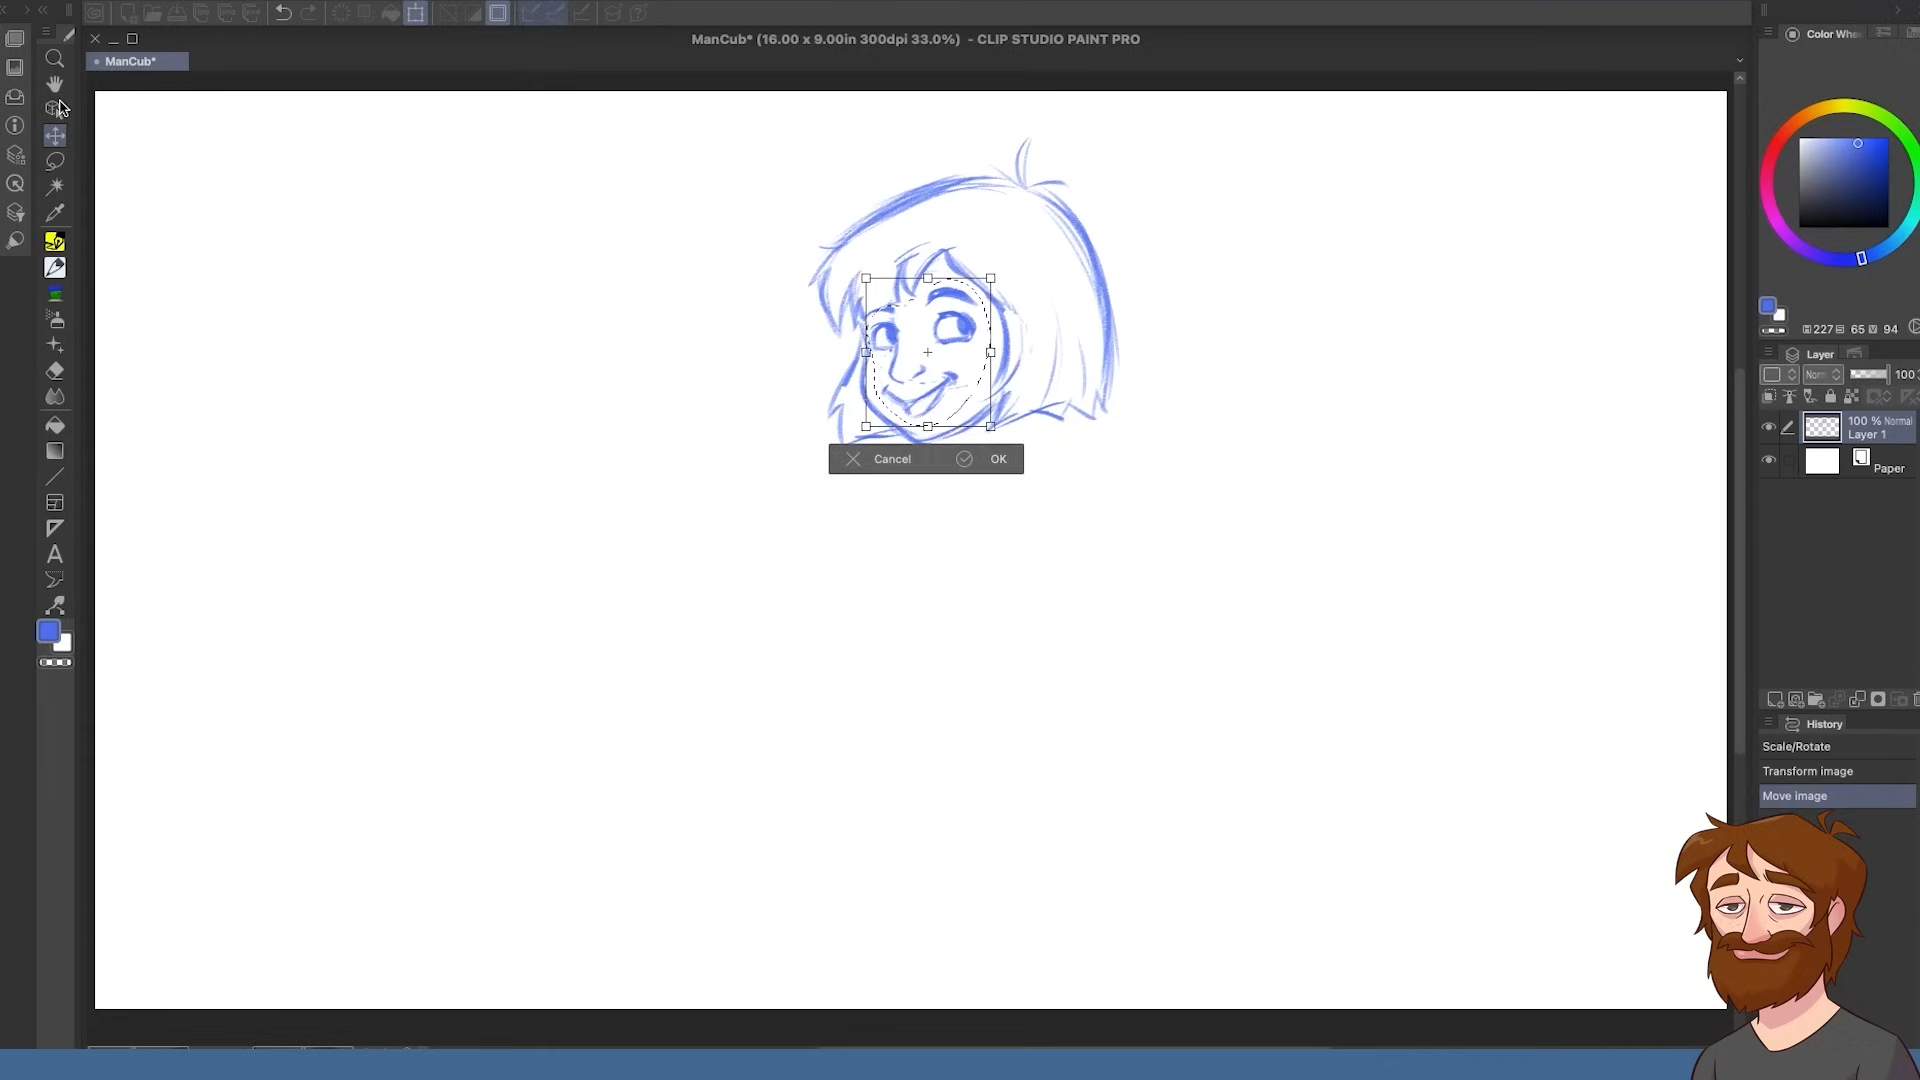 ManCub* (16.00 x 9.00in 300dpi 33.0%) - CLIP STUDIO PAINT PRO
Color Whe
ManCub*
227 65 94
Layer
Norm 100
100 % Normal
Layer 1
Paper
Cancel OK
History
Scale/Rotate
Transform image
Move image